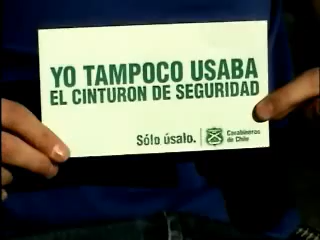 YO TAMPOCO USABA
EL CINTURON DE SEGURIDAD
Sólo úsalo.
Carabineros
de Chile